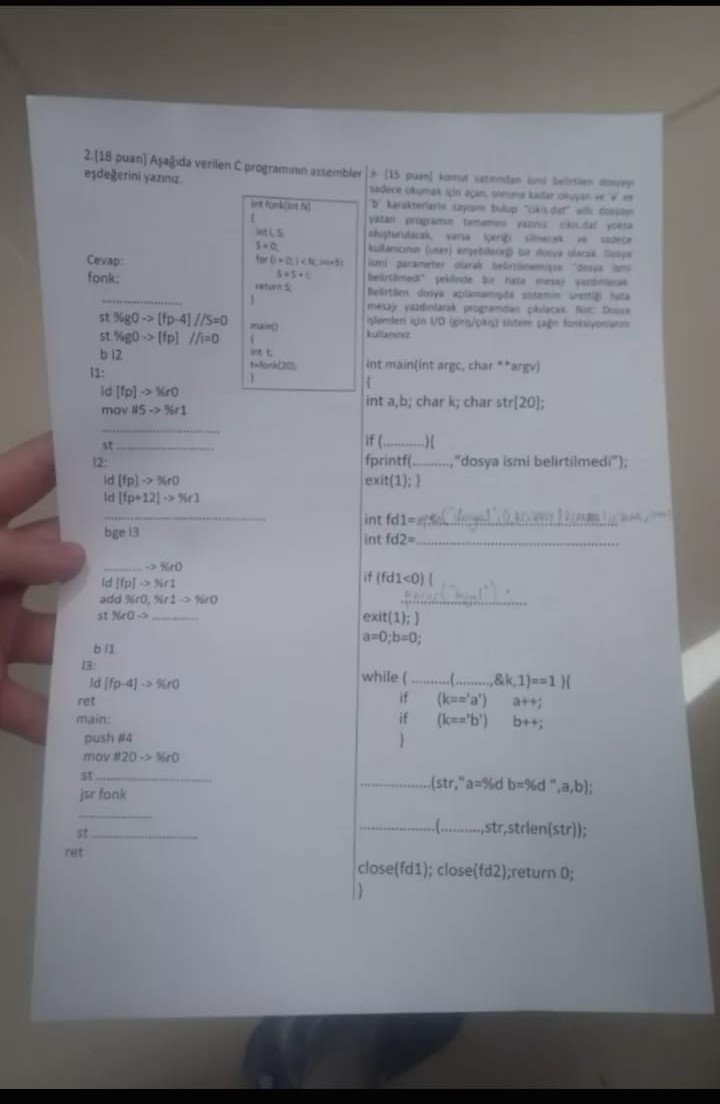 2.[18 puan] Aşağıda verilen C programının assembler
eşdeğerini yazınız.
int fonk(int N)
{
int i, S;
S=0;
for (i = 0; i < N; i=i+5)
S=S+i;
return S;
}
main()
{
int t;
t=fonk(20);
}
Cevap:
fonk:
......................
st %g0 -> [fp-4] //S=0
st %g0 -> [fp] //i=0
b l2
l1:
ld [fp] -> %r0
mov #5 -> %r1
................................
st ...........................
l2:
ld [fp] -> %r0
ld [fp+12] -> %r1
............................................
bge l3
............ -> %r0
ld [fp] -> %r1
add %r0, %r1 -> %r0
st %r0 -> ..............
b l1
l3:
ld [fp-4] -> %r0
ret
main:
push #4
mov #20 -> %r0
st ................................
jsr fonk
....................
st .............................
ret
[15 puan] komut satırından ismi belirtilen dosyayı
sadece okumak için açan, sonuna kadar okuyan ve 'a' ve
'b' karakterlerin sayısını bulup "cikis.dat" adlı dosyaya
yazan programın tamamını yazınız. cikis.dat yoksa
oluşturulacak, varsa içeriği silinecek ve sadece
kullanıcının (user) erişebileceği bir dosya olacak. Dosya
ismi parameter olarak belirtilmemişse "dosya ismi
belirtilmedi" şeklinde bir hata mesajı yazdırılacak.
Belirtilen dosya açılamamışsa sistemin ürettiği hata
mesajı yazdırılarak programdan çıkılacak. Not: Dosya
işlemleri için I/O (giriş/çıkış) sistem çağrı fonksiyonlarını
kullanınız.
int main(int argc, char **argv)
{
int a,b; char k; char str[20];
if (...........){
fprintf(..........,"dosya ismi belirtilmedi");
exit(1); }
int fd1=
int fd2=........................................................
if (fd1<0) {
exit(1); }
a=0;b=0;
while ( ..........(.........,&k,1)==1 ){
if (k=='a') a++;
if (k=='b') b++;
}
...................(str,"a=%d b=%d ",a,b);
....................(..........,str,strlen(str));
close(fd1); close(fd2);return 0;
}